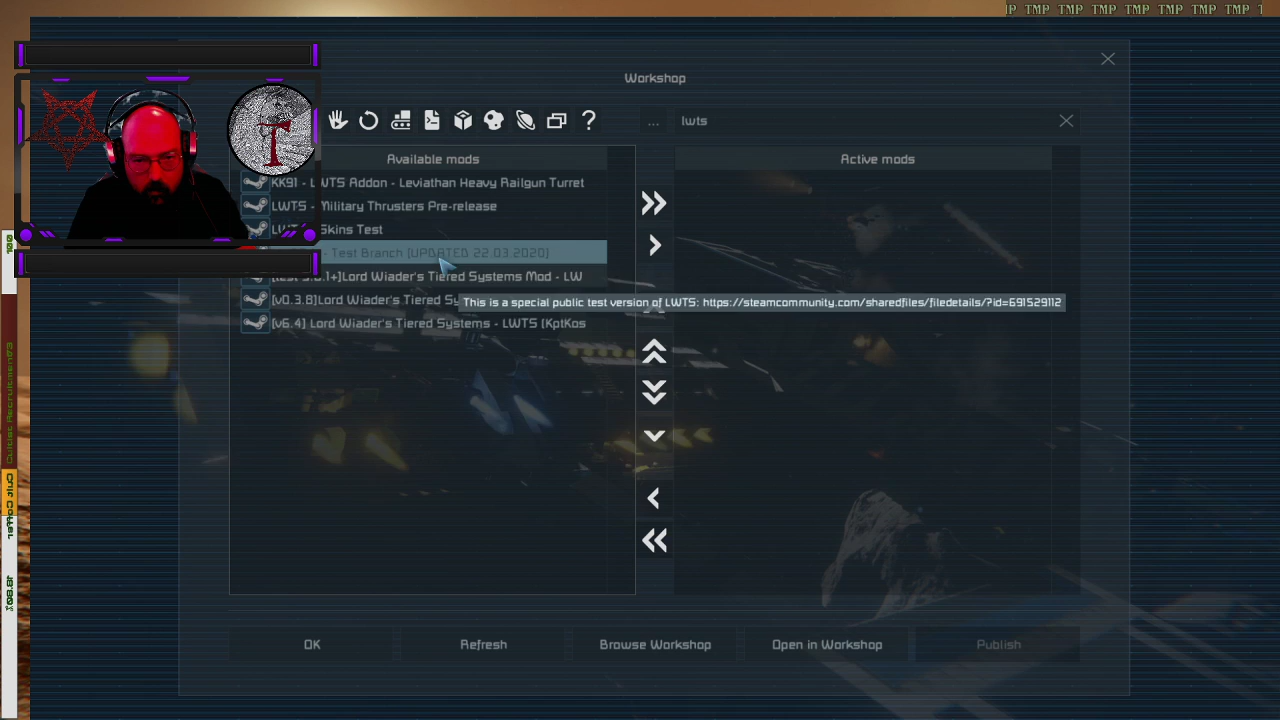 TMP TMP TMP TMP TMP TMP TMP
Workshop
... lwts
Available mods
Active mods
KK91 - LWTS Addon - Leviathan Heavy Railgun Turret
LWTS - Military Thrusters Pre-release
Skins Test
- Test Branch [UPDATED 22.03.2020]
Lord Wiader's Tiered Systems Mod - LW
[v0.3.8]Lord Wiader's Tiered Sy
This is a special public test version of LWTS: https://steamcommunity.com/sharedfiles/filedetails/?id=691529112
[v6.4] Lord Wiader's Tiered Systems - LWTS [KptKos
OK
Refresh
Browse Workshop
Open in Workshop
Publish
100
T